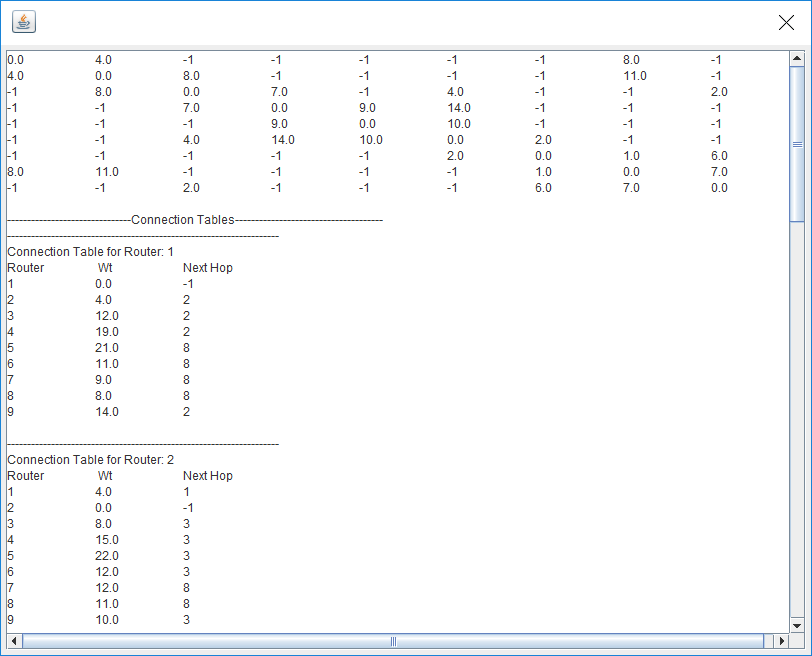 0.0 4.0 -1 -1 -1 -1 -1 8.0 -1
4.0 0.0 8.0 -1 -1 -1 -1 11.0 -1
-1 8.0 0.0 7.0 -1 4.0 -1 -1 2.0
-1 -1 7.0 0.0 9.0 14.0 -1 -1 -1
-1 -1 -1 9.0 0.0 10.0 -1 -1 -1
-1 -1 4.0 14.0 10.0 0.0 2.0 -1 -1
-1 -1 -1 -1 -1 2.0 0.0 1.0 6.0
8.0 11.0 -1 -1 -1 -1 1.0 0.0 7.0
-1 -1 2.0 -1 -1 -1 6.0 7.0 0.0
-------------------------------Connection Tables-------------------------------------
--------------------------------------------------------------------
Connection Table for Router: 1
Router Wt Next Hop
1 0.0 -1
2 4.0 2
3 12.0 2
4 19.0 2
5 21.0 8
6 11.0 8
7 9.0 8
8 8.0 8
9 14.0 2
--------------------------------------------------------------------
Connection Table for Router: 2
Router Wt Next Hop
1 4.0 1
2 0.0 -1
3 8.0 3
4 15.0 3
5 22.0 3
6 12.0 3
7 12.0 8
8 11.0 8
9 10.0 3